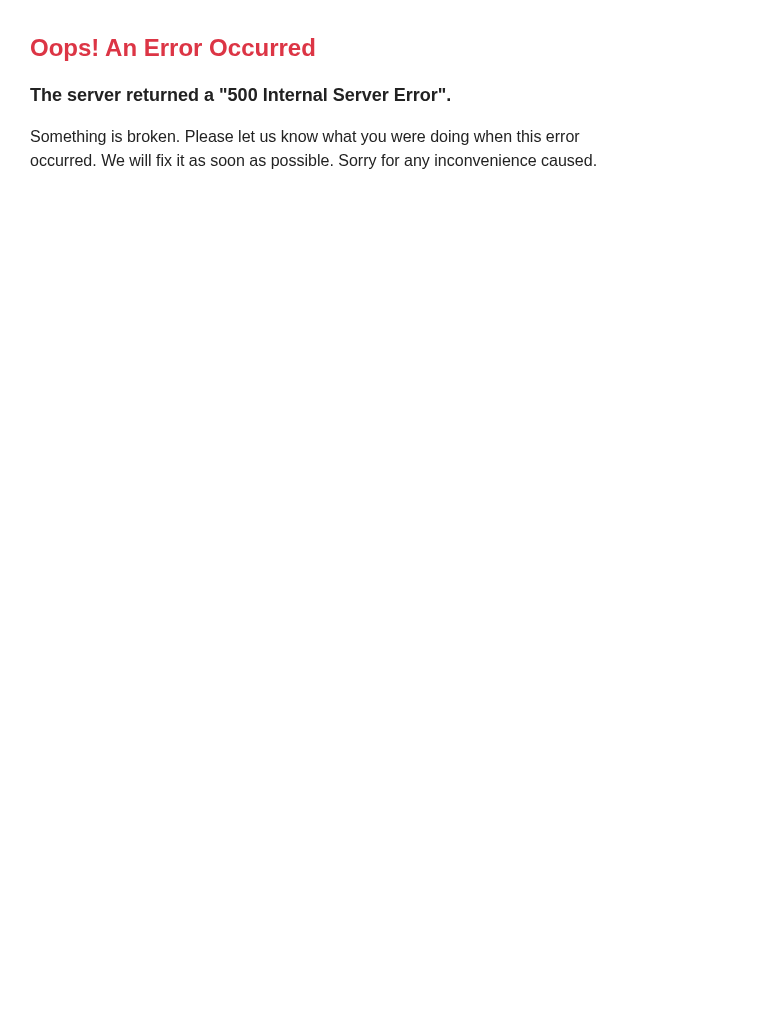 Oops! An Error Occurred
The server returned a "500 Internal Server Error".
Something is broken. Please let us know what you were doing when this error
occurred. We will fix it as soon as possible. Sorry for any inconvenience caused.